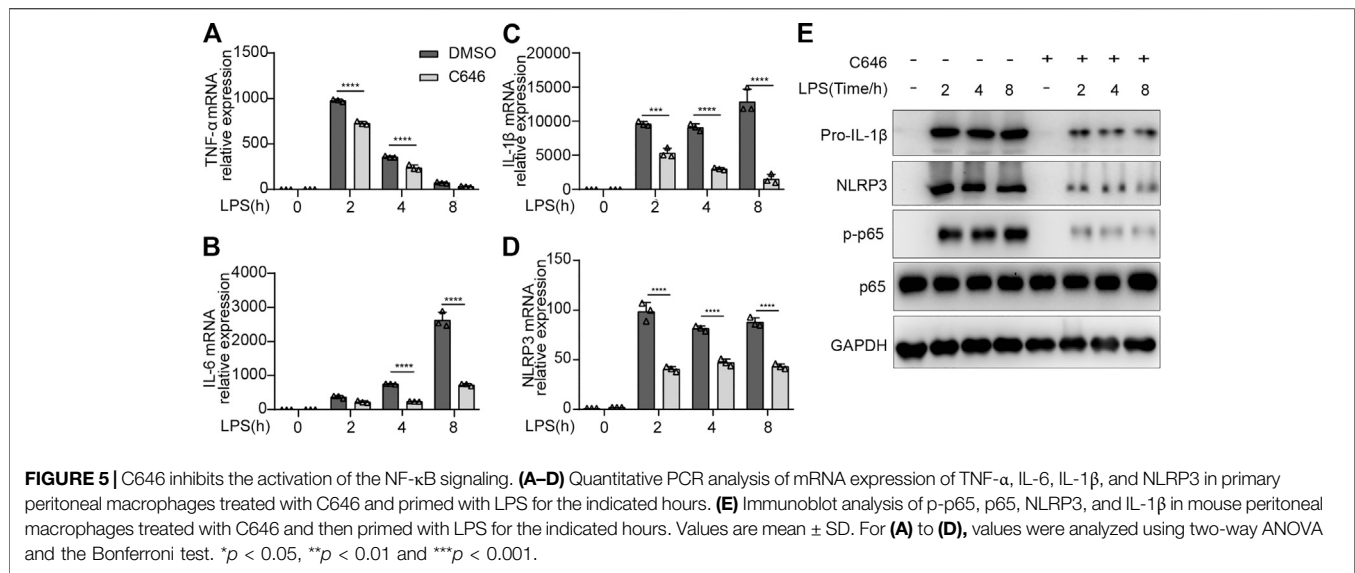 A
TNF-α mRNA
relative expression
1000
500
0
****
****
LPS(h)
0 2 4 8
DMSO
C646
B
IL-6 mRNA
relative expression
4000
3000
2000
1000
0
****
****
LPS(h)
0 2 4 8
C
IL-1β mRNA
relative expression
20000
15000
10000
5000
0
***
****
****
LPS(h)
0 2 4 8
D
NLRP3 mRNA
relative expression
150
100
50
0
****
****
****
LPS(h)
0 2 4 8
E
C646 - - - - + + + +
LPS(Time/h) - 2 4 8 - 2 4 8
Pro-IL-1β
NLRP3
p-p65
p65
GAPDH
FIGURE 5 | C646 inhibits the activation of the NF-κB signaling. (A–D) Quantitative PCR analysis of mRNA expression of TNF-α, IL-6, IL-1β, and NLRP3 in primary
peritoneal macrophages treated with C646 and primed with LPS for the indicated hours. (E) Immunoblot analysis of p-p65, p65, NLRP3, and IL-1β in mouse peritoneal
macrophages treated with C646 and then primed with LPS for the indicated hours. Values are mean ± SD. For (A) to (D), values were analyzed using two-way ANOVA
and the Bonferroni test. *p < 0.05, **p < 0.01 and ***p < 0.001.